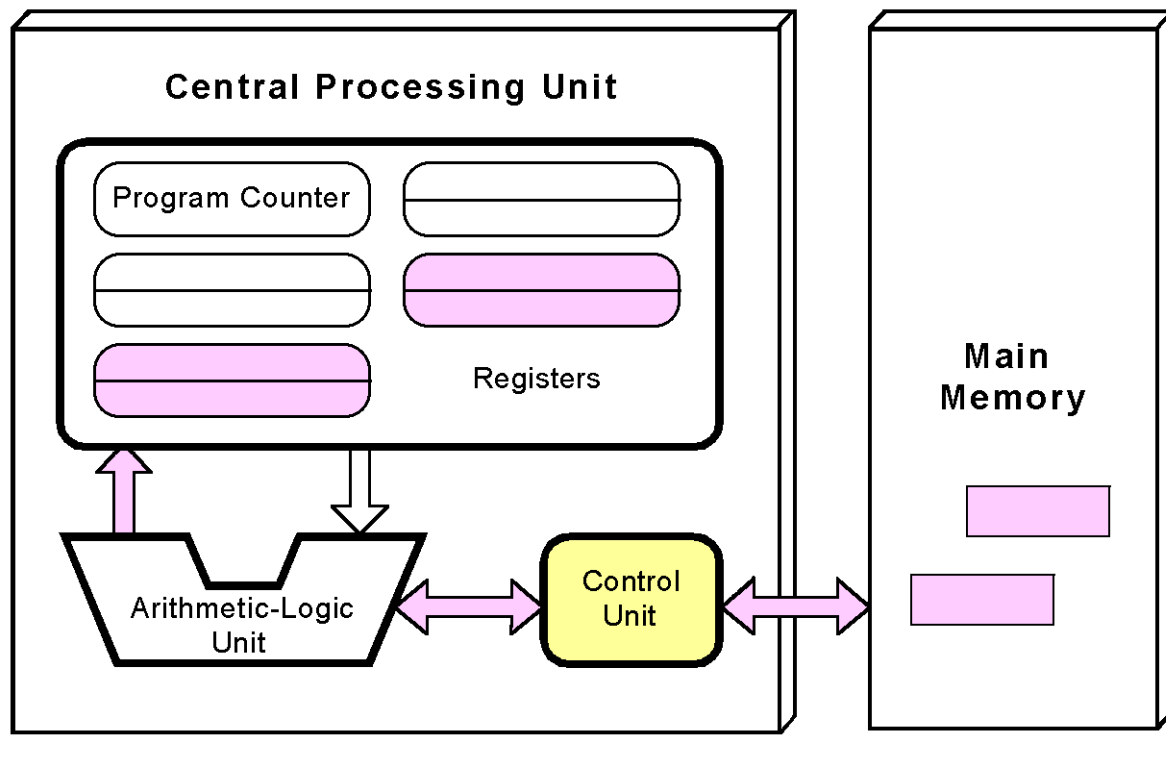 Central Processing Unit
Program Counter
Registers
Main
Memory
Arithmetic-Logic
Unit
Control
Unit